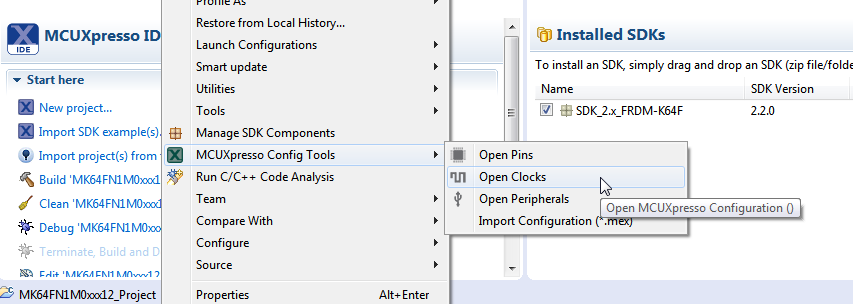 MCUXpresso ID
IDE
Start here
New project...
Import SDK example(s).
Import project(s) from
Build 'MK64FN1M0xxx1
Clean 'MK64FN1M0xxx1
Debug 'MK64FN1M0xxx
Terminate, Build and D
Edit 'MK64FN1M0xxx12
MK64FN1M0xxx12_Project
Profile As
Restore from Local History...
Launch Configurations
Smart update
Utilities
Tools
Manage SDK Components
MCUXpresso Config Tools
Run C/C++ Code Analysis
Team
Compare With
Configure
Source
Properties Alt+Enter
Open Pins
Open Clocks
Open Peripherals
Import Configuration (*.mex)
Open MCUXpresso Configuration ()
Installed SDKs
To install an SDK, simply drag and drop an SDK (zip file/folde
Name SDK Version
SDK_2.x_FRDM-K64F 2.2.0